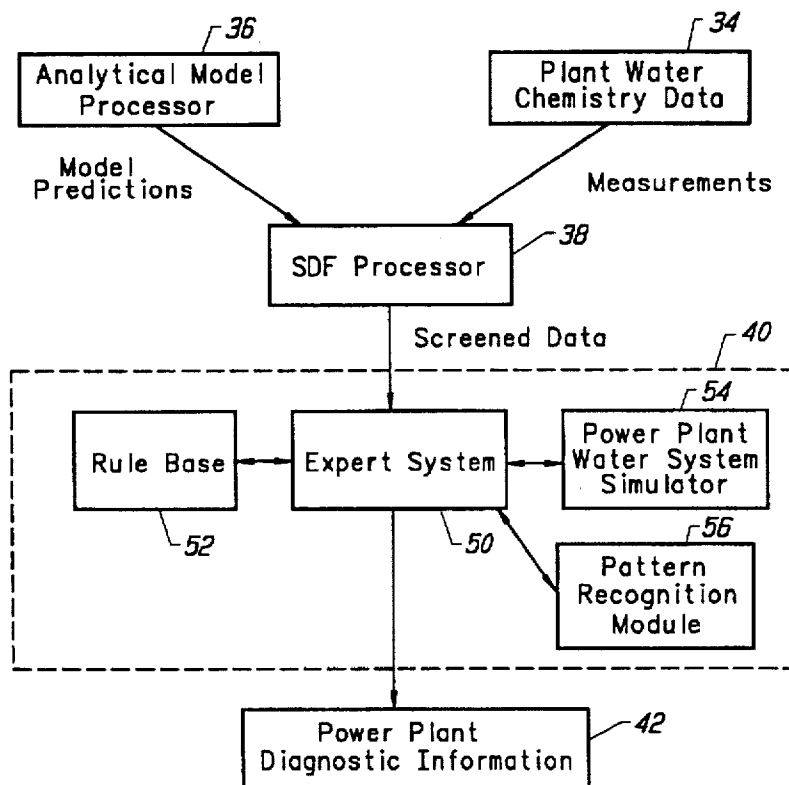 36
Analytical Model
Processor
34
Plant Water
Chemistry Data
Model
Predictions
Measurements
38
SDF Processor
Screened Data
40
Rule Base
52
Expert System
50
54
Power Plant
Water System
Simulator
56
Pattern
Recognition
Module
Power Plant
Diagnostic Information
42